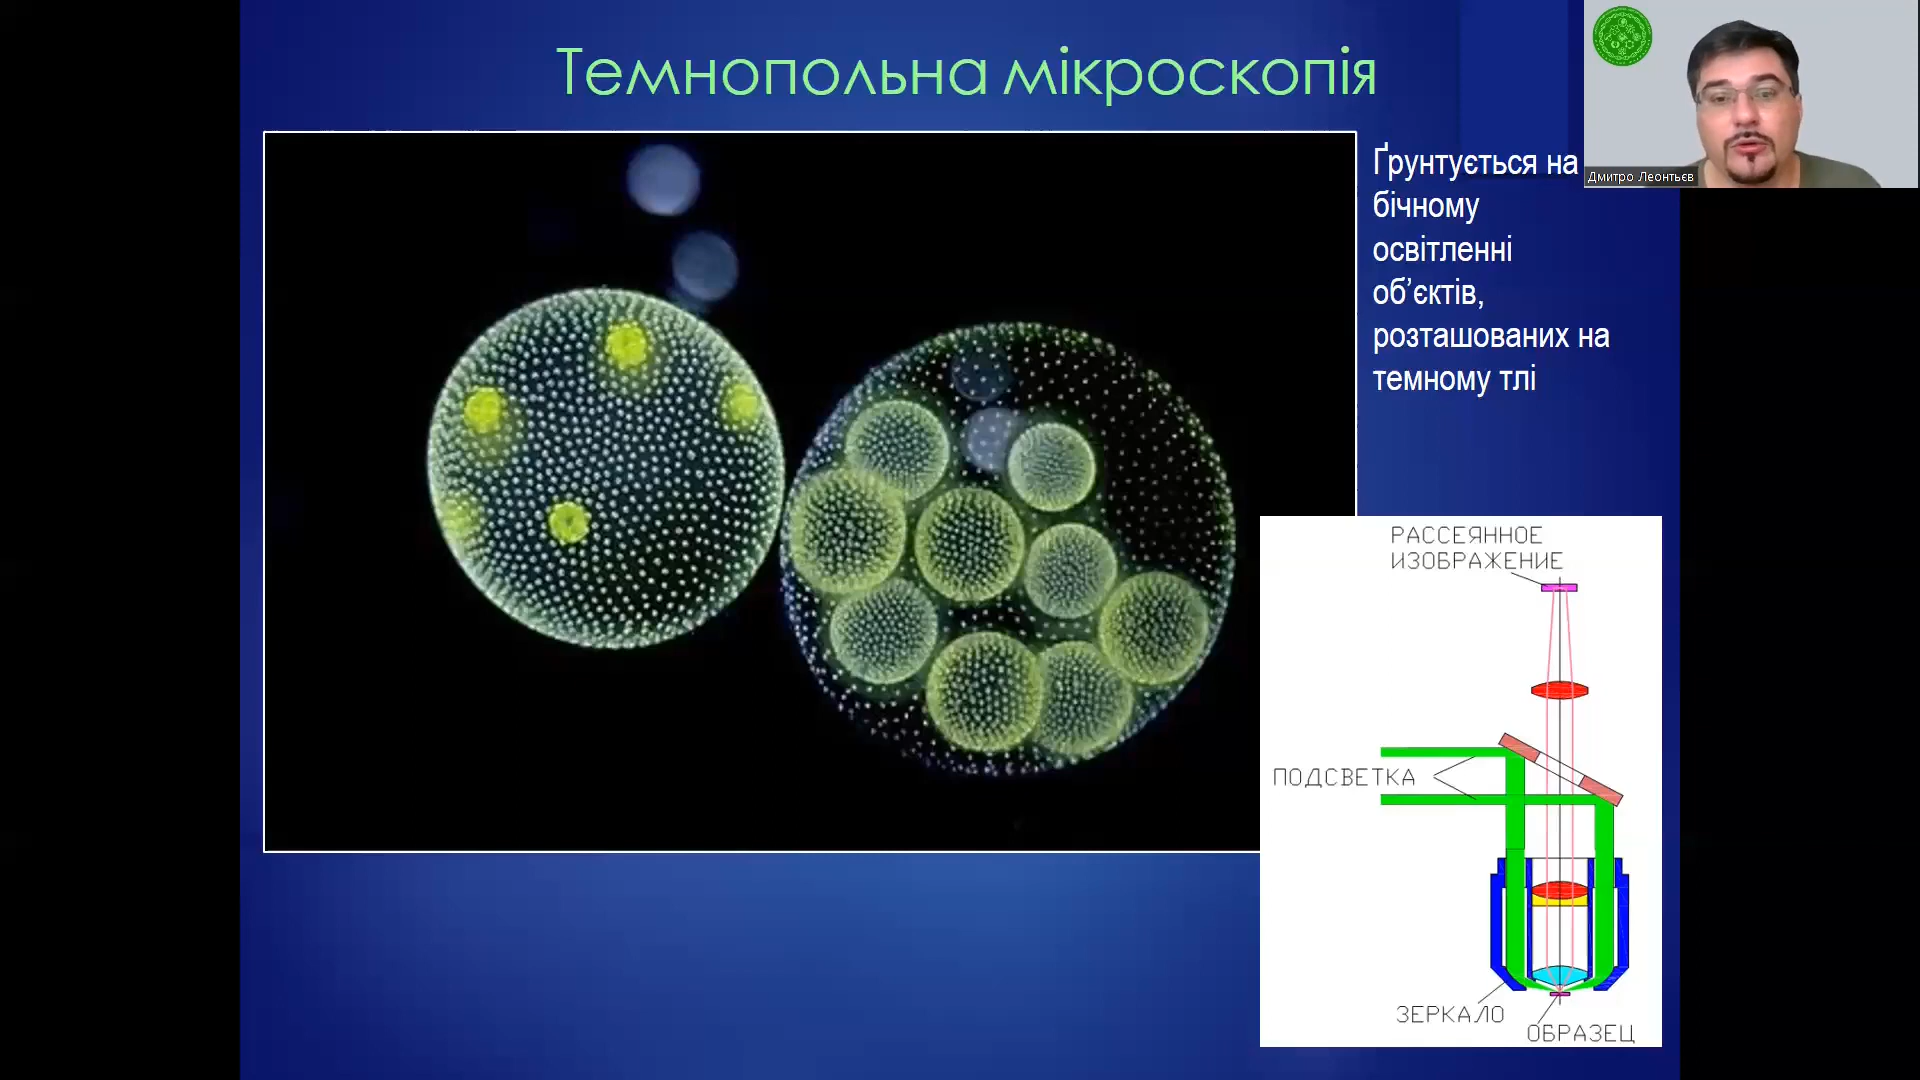 Темнопольна мікроскопія
Ґрунтується на
бічному
освітленні
об’єктів,
розташованих на
темному тлі
Дмитро Леонтьєв
РАССЕЯННОЕ
ИЗОБРАЖЕНИЕ
ПОДСВЕТКА
ЗЕРКАЛО
ОБРАЗЕЦ